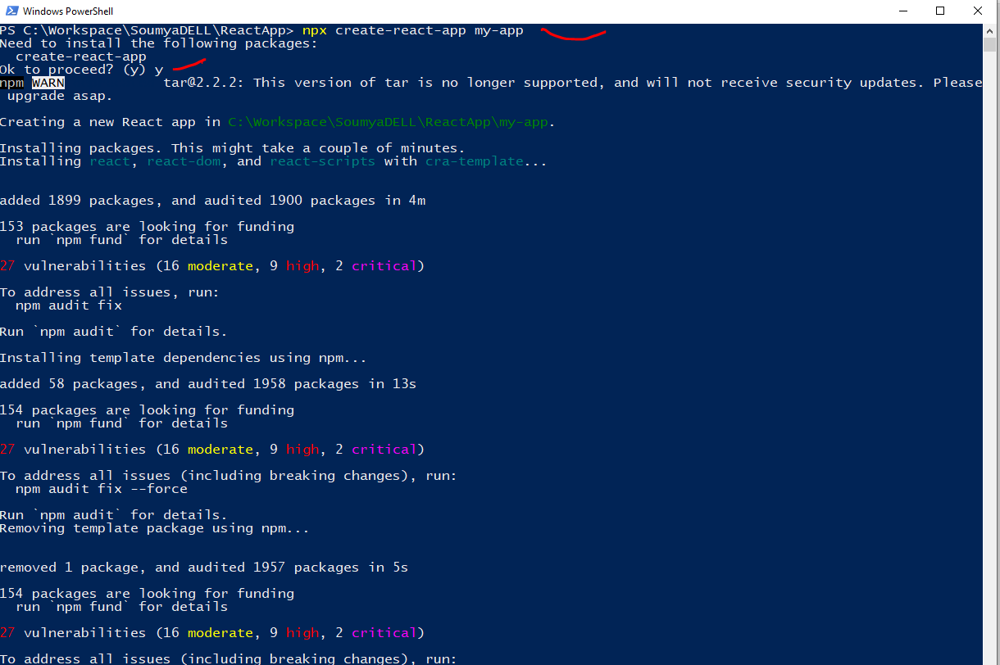 Windows PowerShell
PS C:\Workspace\SoumyaDELL\ReactApp> npx create-react-app my-app
Need to install the following packages:
  create-react-app
Ok to proceed? (y) y
npm WARN            tar@2.2.2: This version of tar is no longer supported, and will not receive security updates. Please
 upgrade asap.

Creating a new React app in C:\Workspace\SoumyaDELL\ReactApp\my-app.

Installing packages. This might take a couple of minutes.
Installing react, react-dom, and react-scripts with cra-template...

added 1899 packages, and audited 1900 packages in 4m

153 packages are looking for funding
  run `npm fund` for details

27 vulnerabilities (16 moderate, 9 high, 2 critical)

To address all issues, run:
  npm audit fix

Run `npm audit` for details.

Installing template dependencies using npm...

added 58 packages, and audited 1958 packages in 13s

154 packages are looking for funding
  run `npm fund` for details

27 vulnerabilities (16 moderate, 9 high, 2 critical)

To address all issues (including breaking changes), run:
  npm audit fix --force

Run `npm audit` for details.
Removing template package using npm...

removed 1 package, and audited 1957 packages in 5s

154 packages are looking for funding
  run `npm fund` for details

27 vulnerabilities (16 moderate, 9 high, 2 critical)

To address all issues (including breaking changes), run: